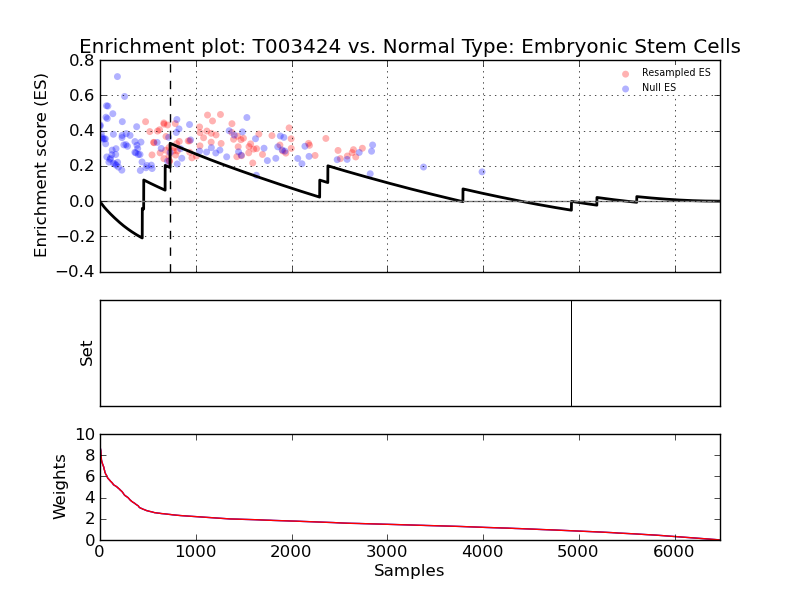 Enrichment plot: T003424 vs. Normal Type: Embryonic Stem Cells
0.8
0.6
0.4
0.2
0.0
−0.2
−0.4
Enrichment score (ES)
Resampled ES
Null ES
Set
10
8
6
4
2
0
Weights
0 1000 2000 3000 4000 5000 6000
Samples